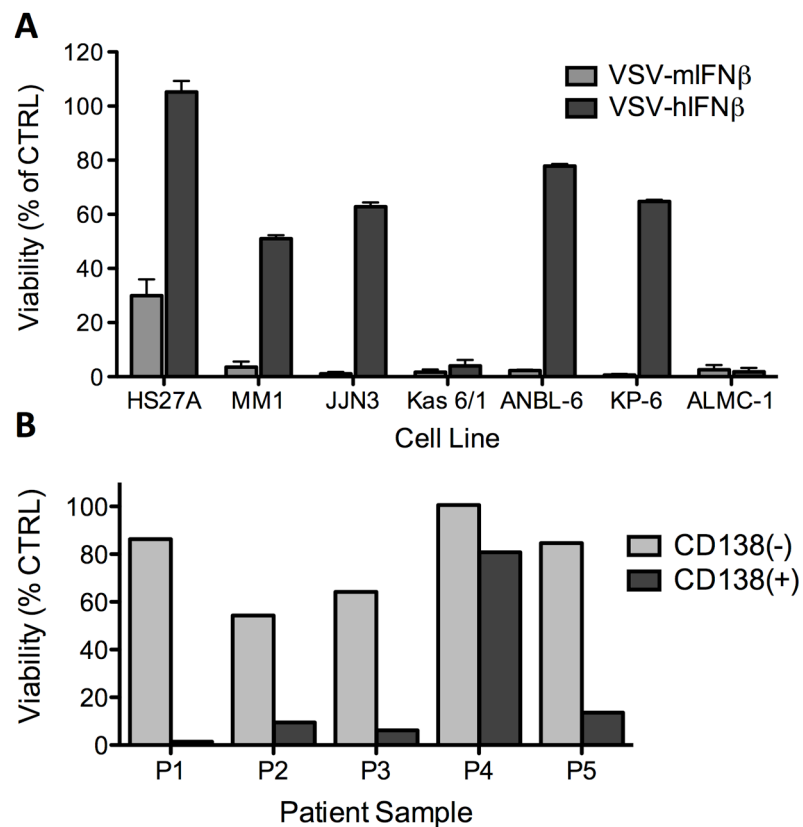 A
120
100
80
60
40
20
0
Viability (% of CTRL)
VSV-mIFNβ
VSV-hIFNβ
HS27A MM1 JJN3 Kas 6/1 ANBL-6 KP-6 ALMC-1
Cell Line
B
100
80
60
40
20
0
Viability (% CTRL)
CD138(-)
CD138(+)
P1 P2 P3 P4 P5
Patient Sample